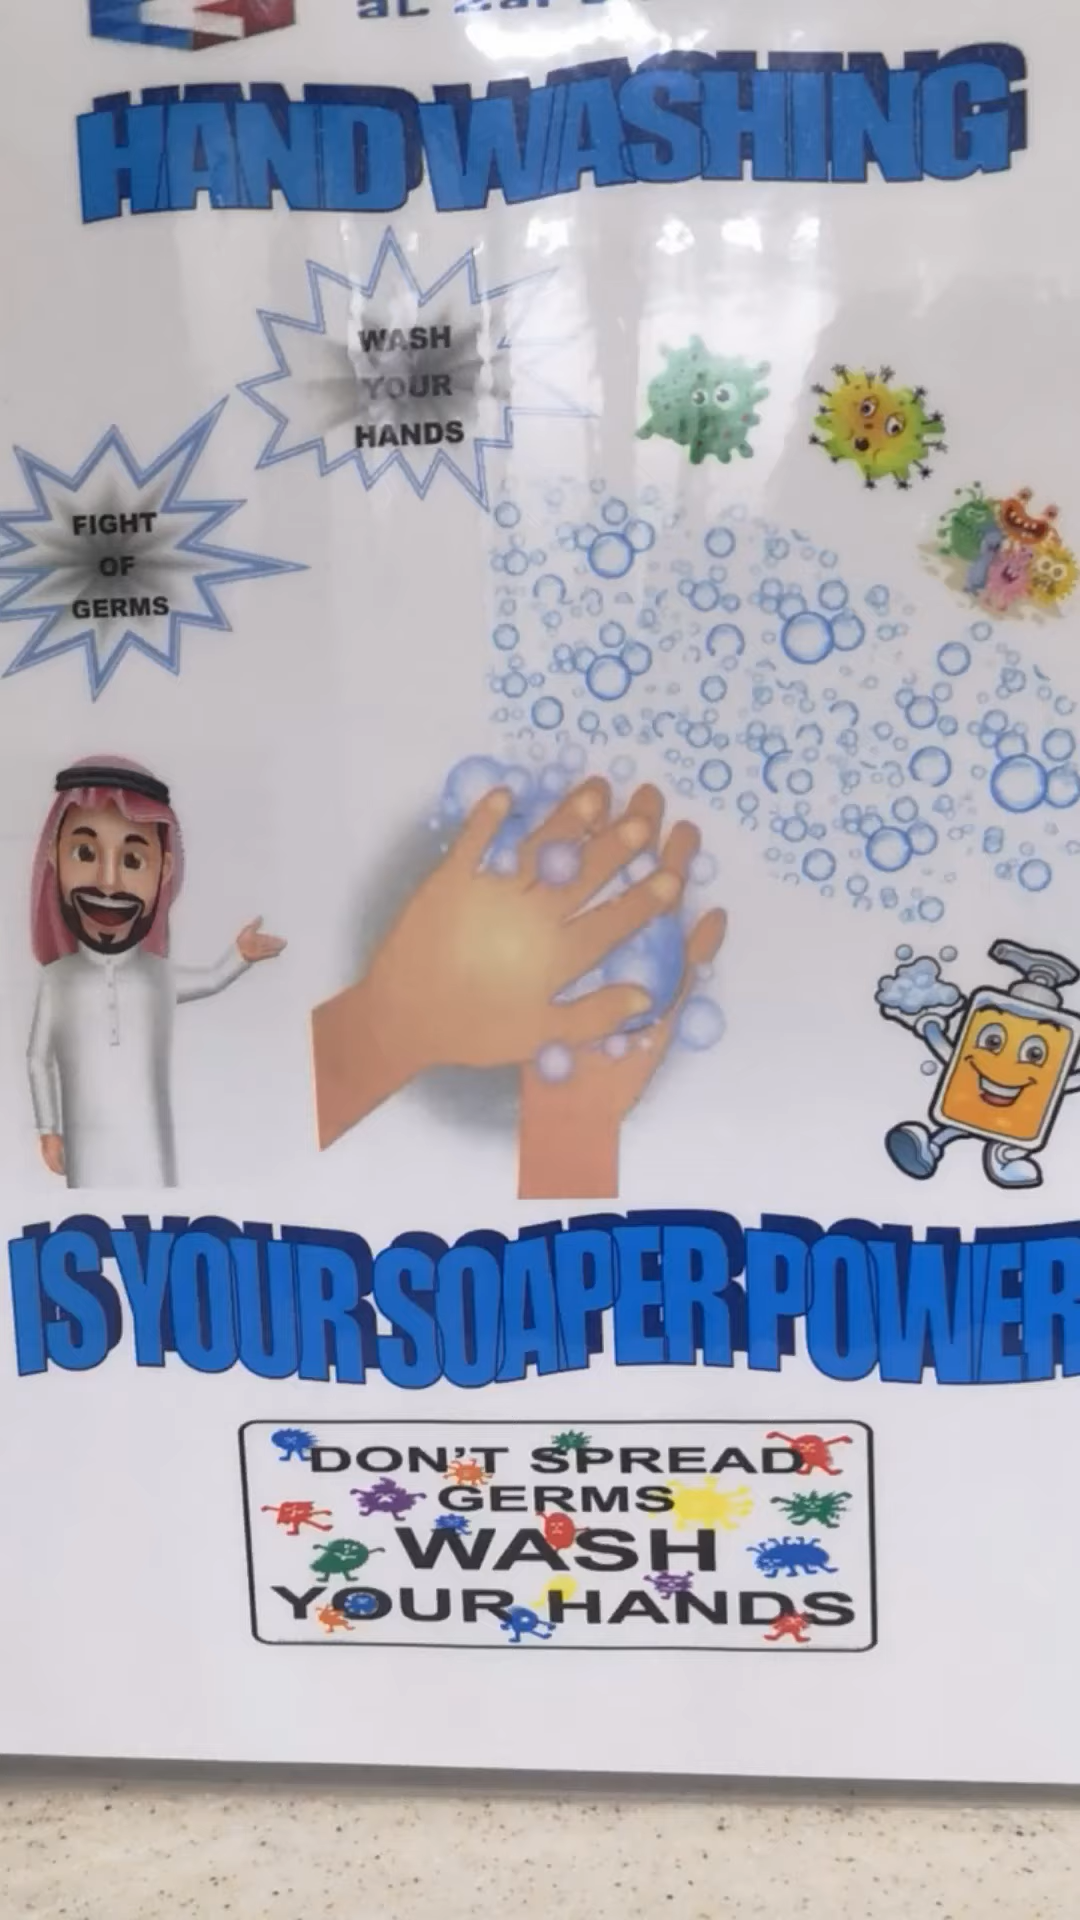 HAND WASHING
WASH
YOUR
HANDS
FIGHT
OF
GERMS
IS YOUR SOAPER POWER
DON'T SPREAD
GERMS
WASH
YOUR HANDS